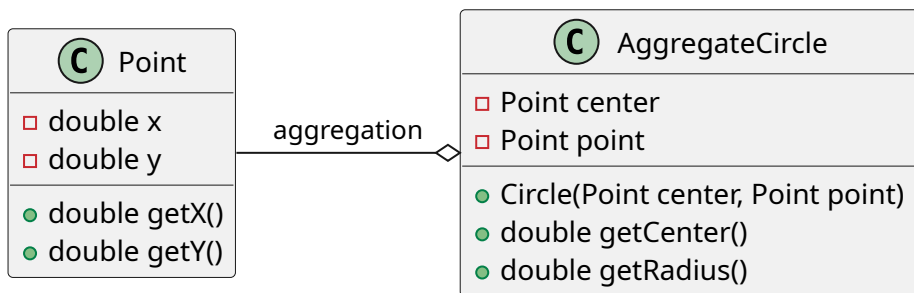 C Point
double x
double y
double getX()
double getY()
aggregation
C AggregateCircle
Point center
Point point
Circle(Point center, Point point)
double getCenter()
double getRadius()